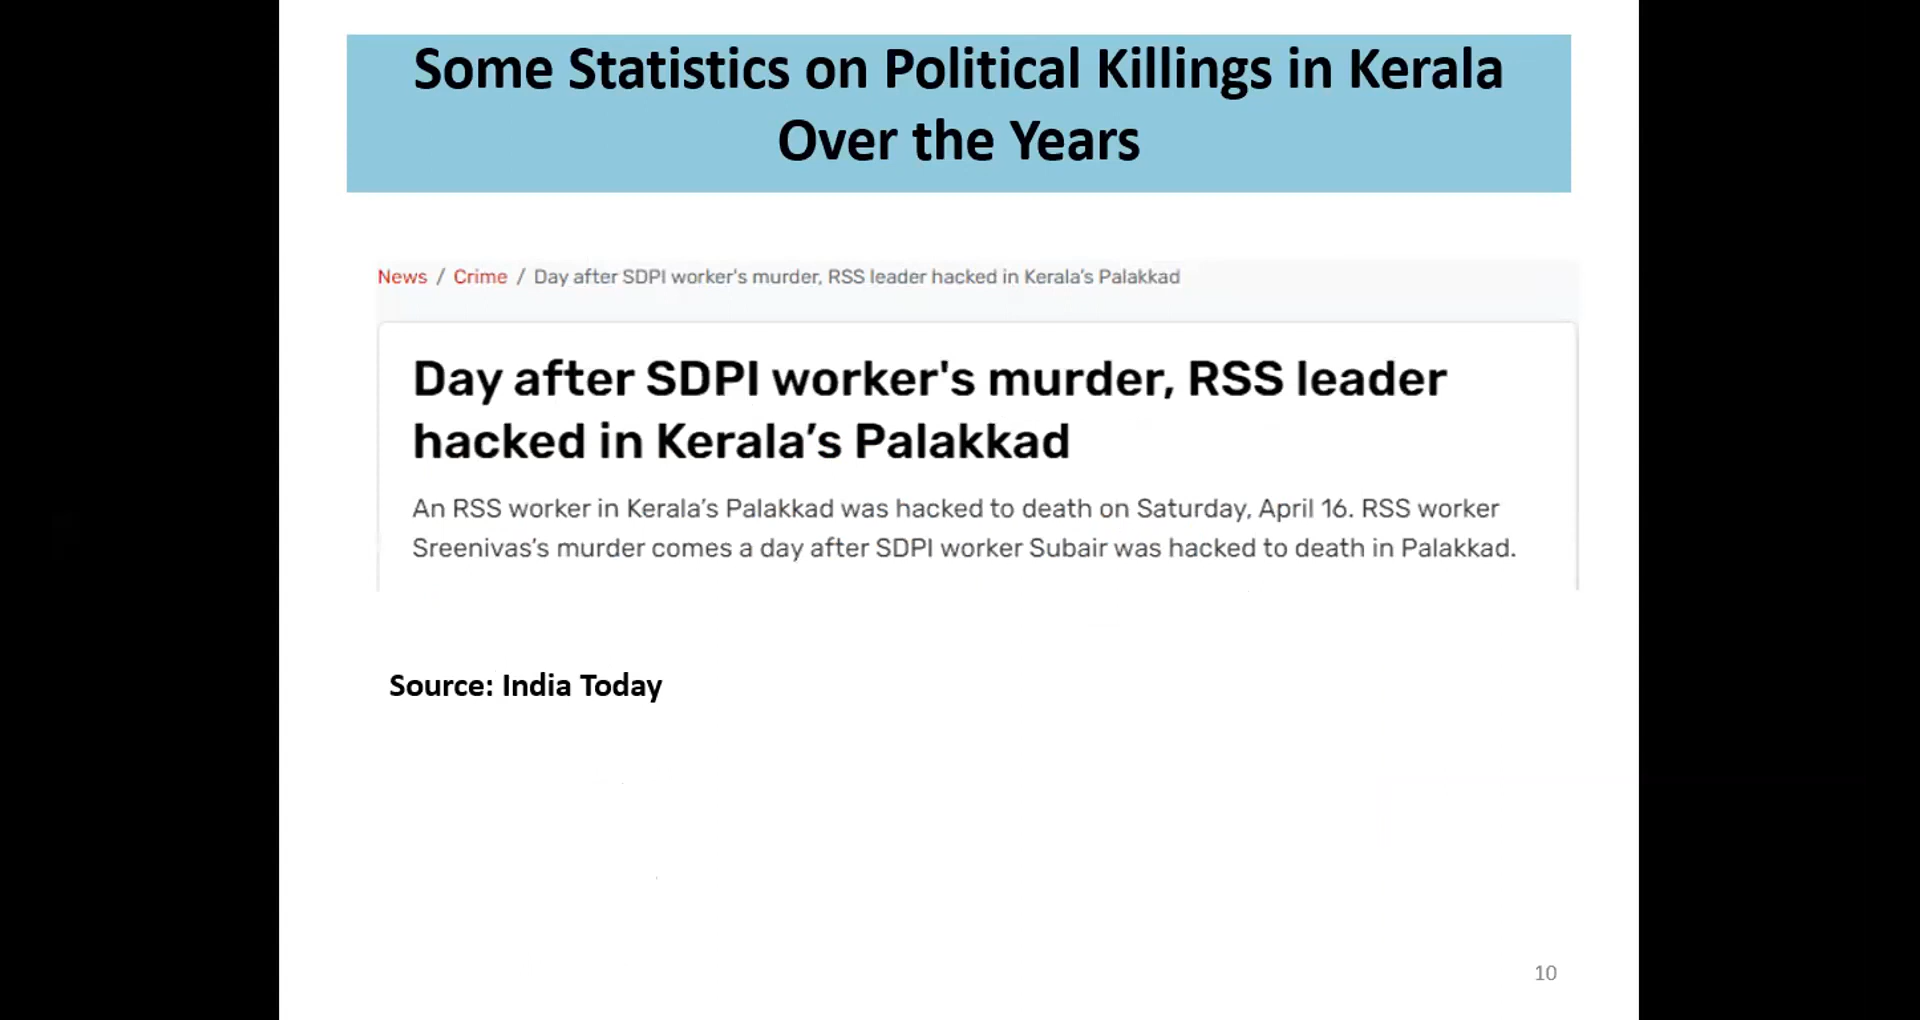 Some Statistics on Political Killings in Kerala
Over the Years
News / Crime / Day after SDPI worker's murder, RSS leader hacked in Kerala’s Palakkad
Day after SDPI worker's murder, RSS leader
hacked in Kerala’s Palakkad
An RSS worker in Kerala’s Palakkad was hacked to death on Saturday, April 16. RSS worker
Sreenivas’s murder comes a day after SDPI worker Subair was hacked to death in Palakkad.
Source: India Today
10